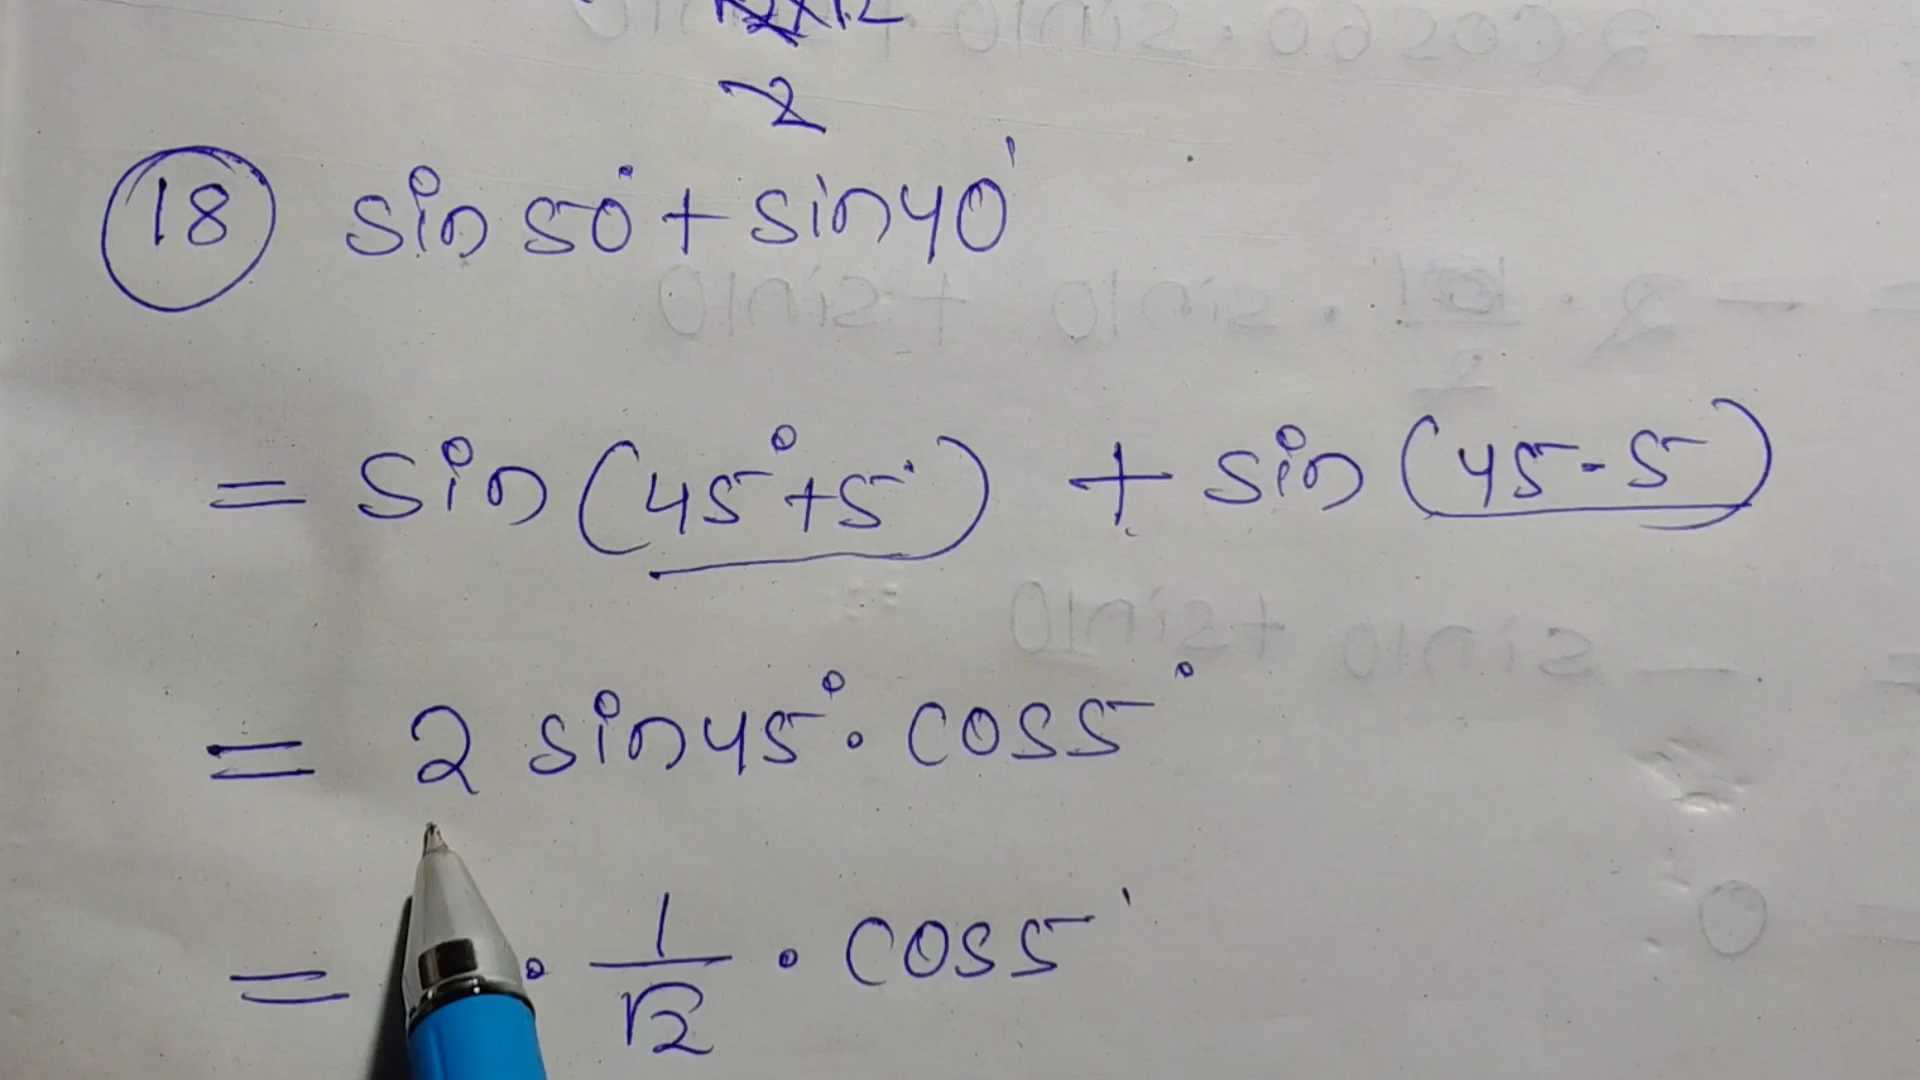 2
18 sin 50° + sin 40°
= sin (45° + 5°) + sin (45 - 5)
= 2 sin 45° · cos 5°
= · 1/√2 · cos 5°